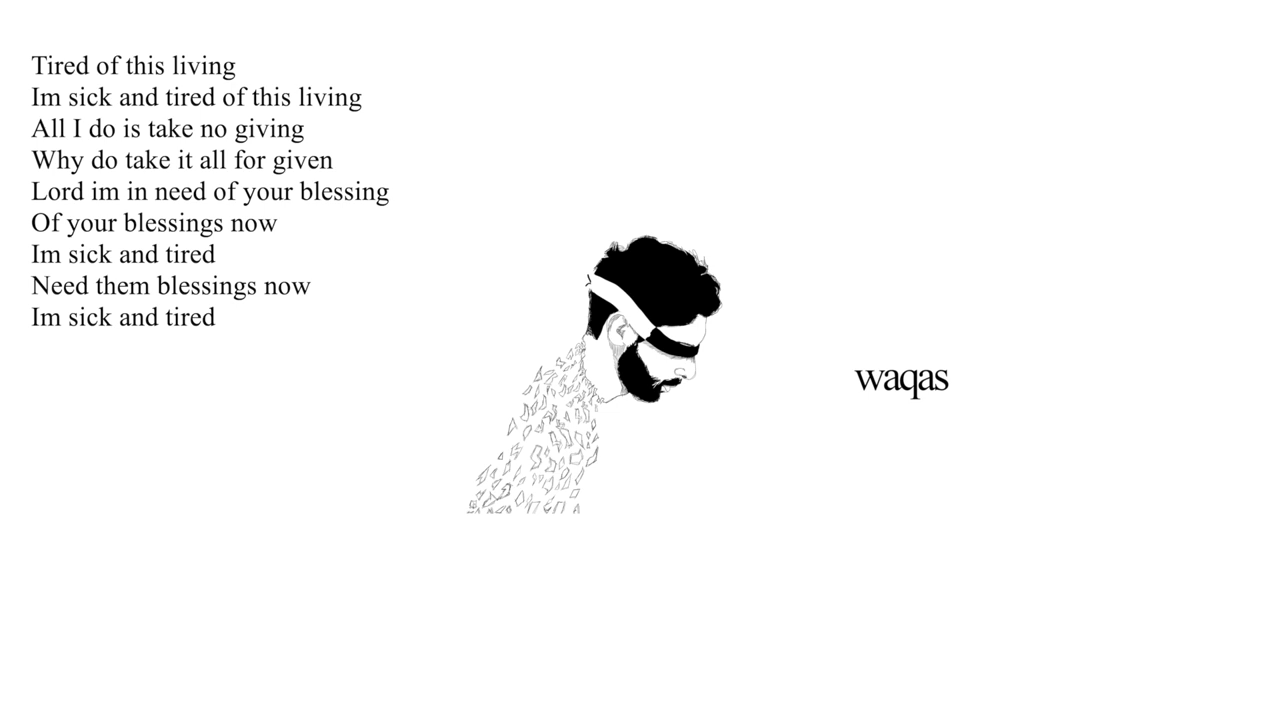 Tired of this living
Im sick and tired of this living
All I do is take no giving
Why do take it all for given
Lord im in need of your blessing
Of your blessings now
Im sick and tired
Need them blessings now
Im sick and tired
waqas